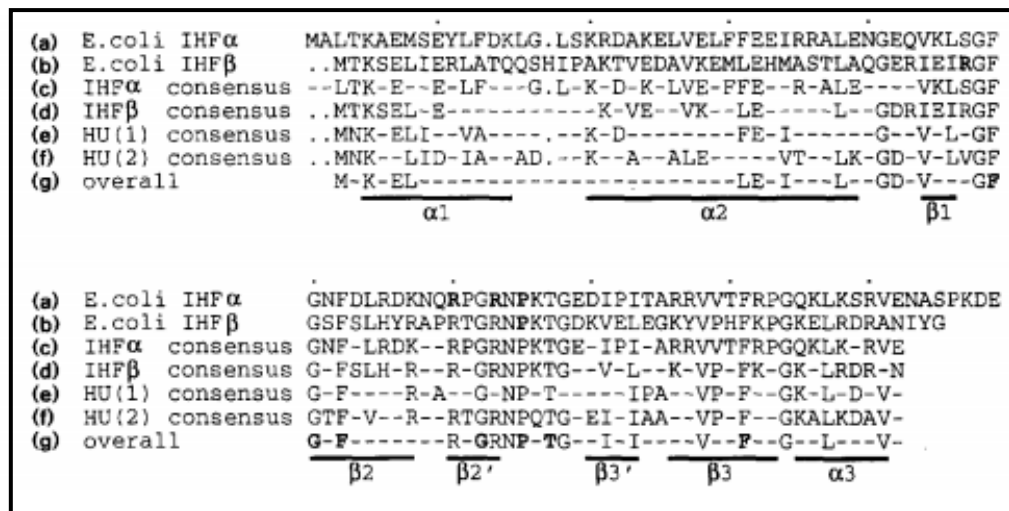 (a) E.coli IHFα MALTKAEMSEYLFDKLG.LSKRDAKELVELFFEEIRRALENGEQVKLSGF
(b) E.coli IHFβ ..MTKSELIERLATQQSHIPAKTVEDAVKEMLEHMASTLAQGERIEIRGF
(c) IHFα consensus --LTK-E--E-LF---G.L-K-D-K-LVE-FFE--R-ALE----VKLSGF
(d) IHFβ consensus ..MTKSEL-E-----------K-VE--VK--LE-----L--GDRIEIRGF
(e) HU(1) consensus ..MNK-ELI--VA----.--K-D--------FE-I------G--V-L-GF
(f) HU(2) consensus ..MNK--LID-IA--AD.--K--A--ALE-----VT--LK-GD-V-LVGF
(g) overall M-K-EL-----------------------LE-I---L--GD-V---GF
α1 α2 β1
(a) E.coli IHFα GNFDLRDKNQRPGRNPKTGEDIPITARRVVTFRPGQKLKSRVENASPKDE
(b) E.coli IHFβ GSFSLHYRAPRTGRNPKTGDKVELEGKYVPHFKPGKELRDRANIYG
(c) IHFα consensus GNF-LRDK--RPGRNPKTGE-IPI-ARRVVTFRPGQKLK-RVE
(d) IHFβ consensus G-FSLH-R--R-GRNPKTG--V-L--K-VP-FK-GK-LRDR-N
(e) HU(1) consensus G-F----R-A--G-NP-T-----IPA--VP-F--GK-L-D-V-
(f) HU(2) consensus GTF-V--R--RTGRNPQTG-EI-IAA--VP-F--GKALKDAV-
(g) overall G-F-------R-GRNP-TG--I-I----V--F--G--L---V-
β2 β2' β3' β3 α3